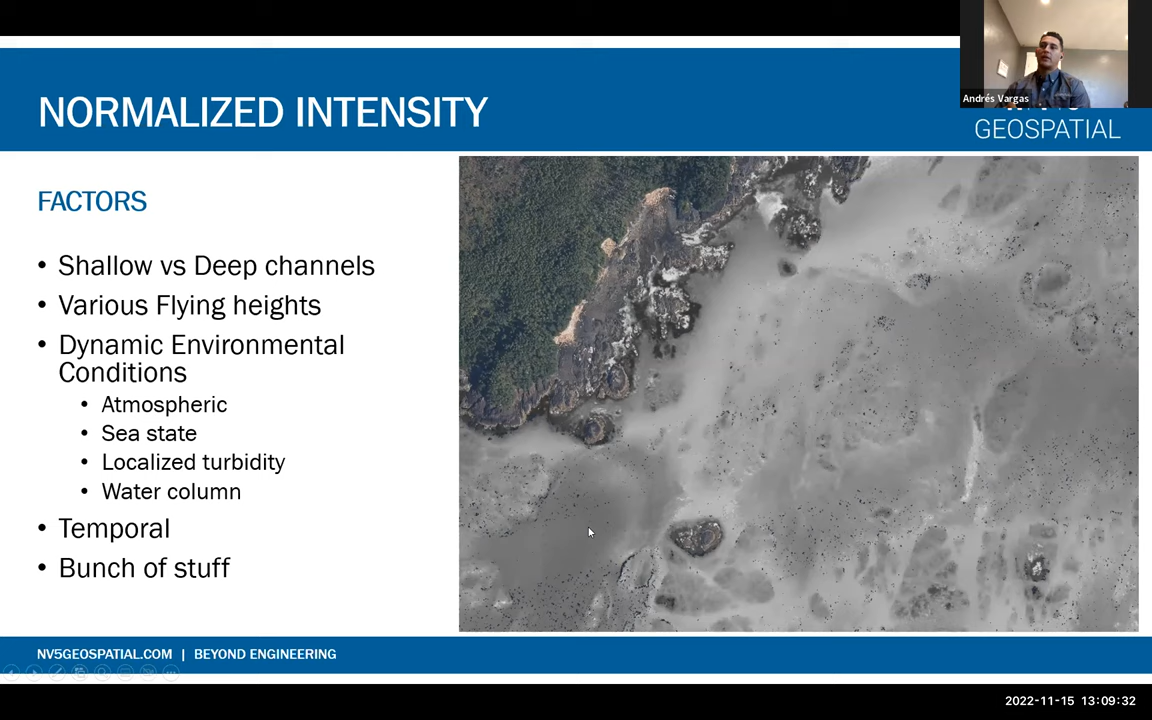 NORMALIZED INTENSITY
Andrés Vargas
GEOSPATIAL
FACTORS
• Shallow vs Deep channels
• Various Flying heights
• Dynamic Environmental
Conditions
• Atmospheric
• Sea state
• Localized turbidity
• Water column
• Temporal
• Bunch of stuff
NV5GEOSPATIAL.COM | BEYOND ENGINEERING
2022-11-15 13:09:32